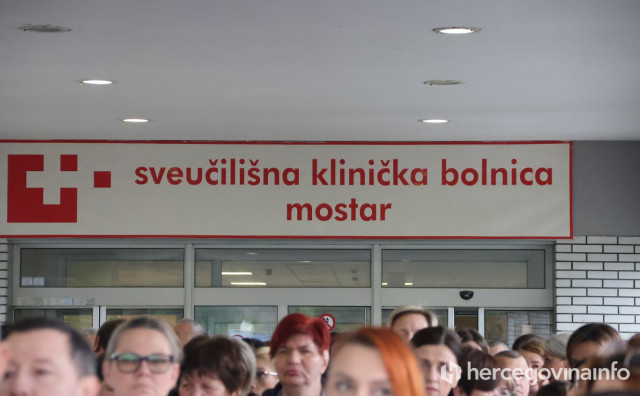 sveučilišna klinička bolnica
mostar
hercegovinainfo